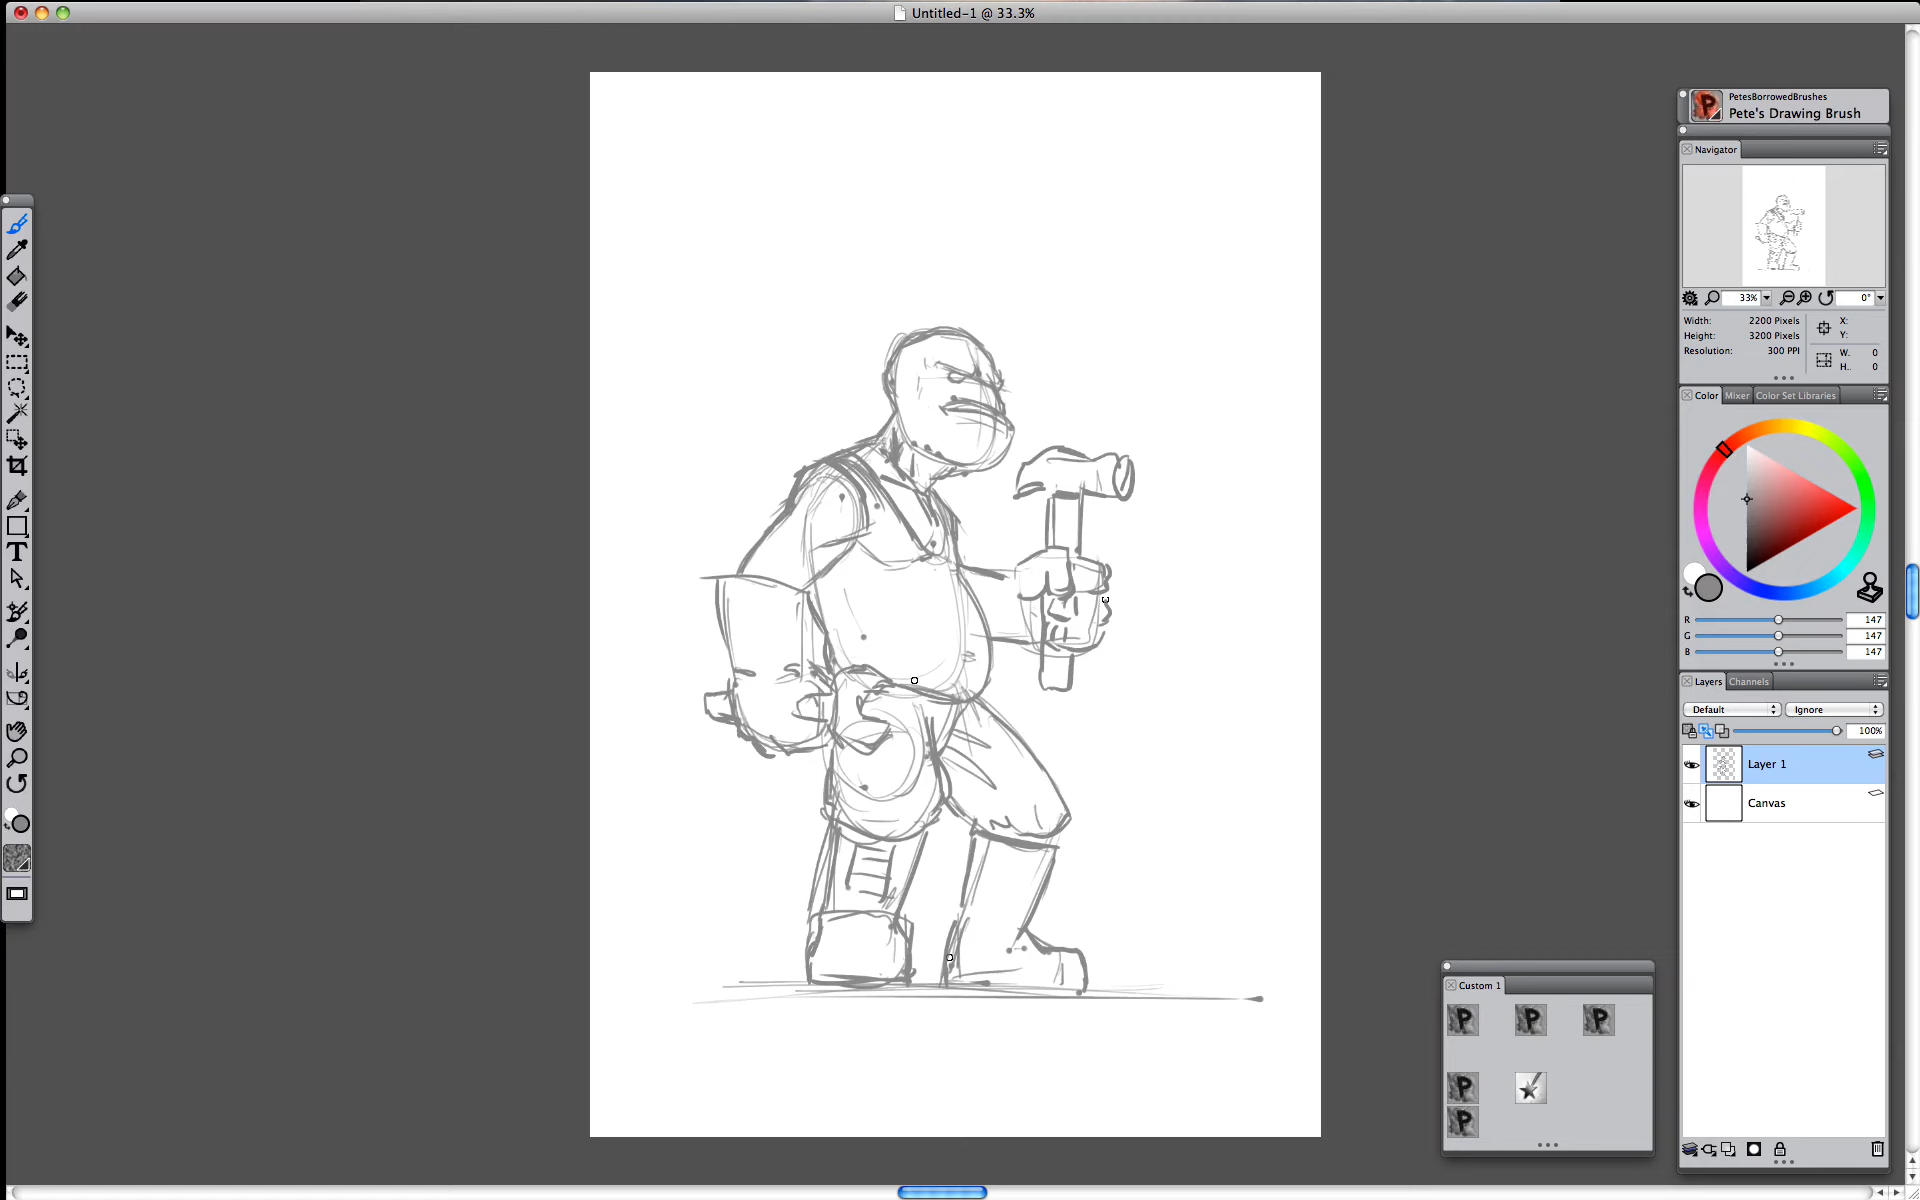 Untitled-1 @ 33.3%
PetesBorrowedBrushes
Pete's Drawing Brush
Navigator
33%
0°
Width: 2200 Pixels
Height: 3200 Pixels
Resolution: 300 PPI
X:
Y:
W. 0
H.. 0
Color Mixer Color Set Libraries
R 147
G 147
B 147
Layers Channels
Default Ignore
100%
Layer 1
Canvas
T
Custom 1
P P P
P
P